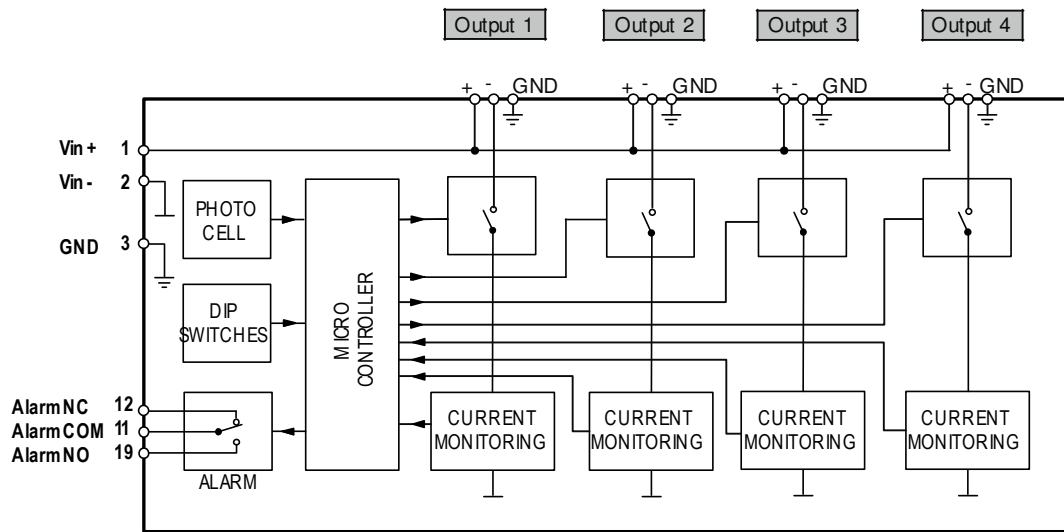 Output 1
Output 2
Output 3
Output 4
+ - GND
+ - GND
+ - GND
+ - GND
Vin + 1
Vin - 2
GND 3
PHOTO
CELL
DIP
SWITCHES
MICRO
CONTROLLER
Alarm NC 12
Alarm COM 11
Alarm NO 19
ALARM
CURRENT
MONITORING
CURRENT
MONITORING
CURRENT
MONITORING
CURRENT
MONITORING